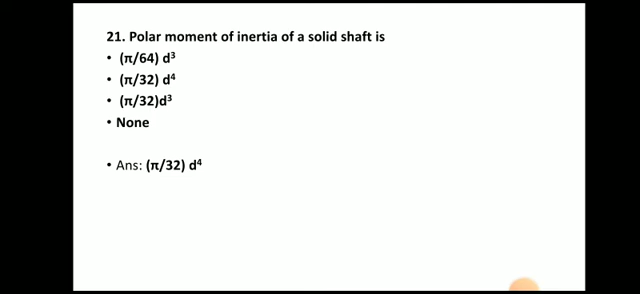 21. Polar moment of inertia of a solid shaft is
• (π/64) d³
• (π/32) d⁴
• (π/32)d³
• None
• Ans: (π/32) d⁴